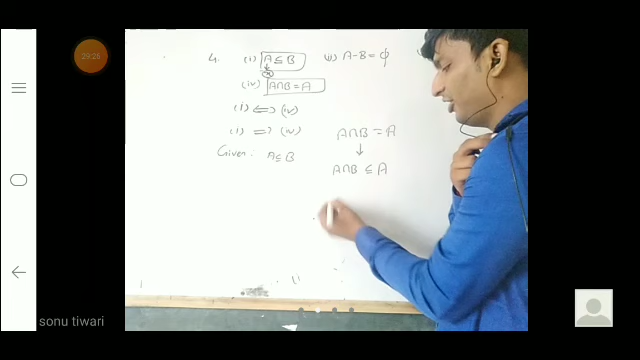 29:26
4. (i) A ⊆ B (ii) A-B = ϕ
(iv) A∩B = A
(i) ⟺ (iv)
(i) ⟹ (iv)
Given: A ⊆ B
A∩B = A
↓
A∩B ⊆ A
sonu tiwari